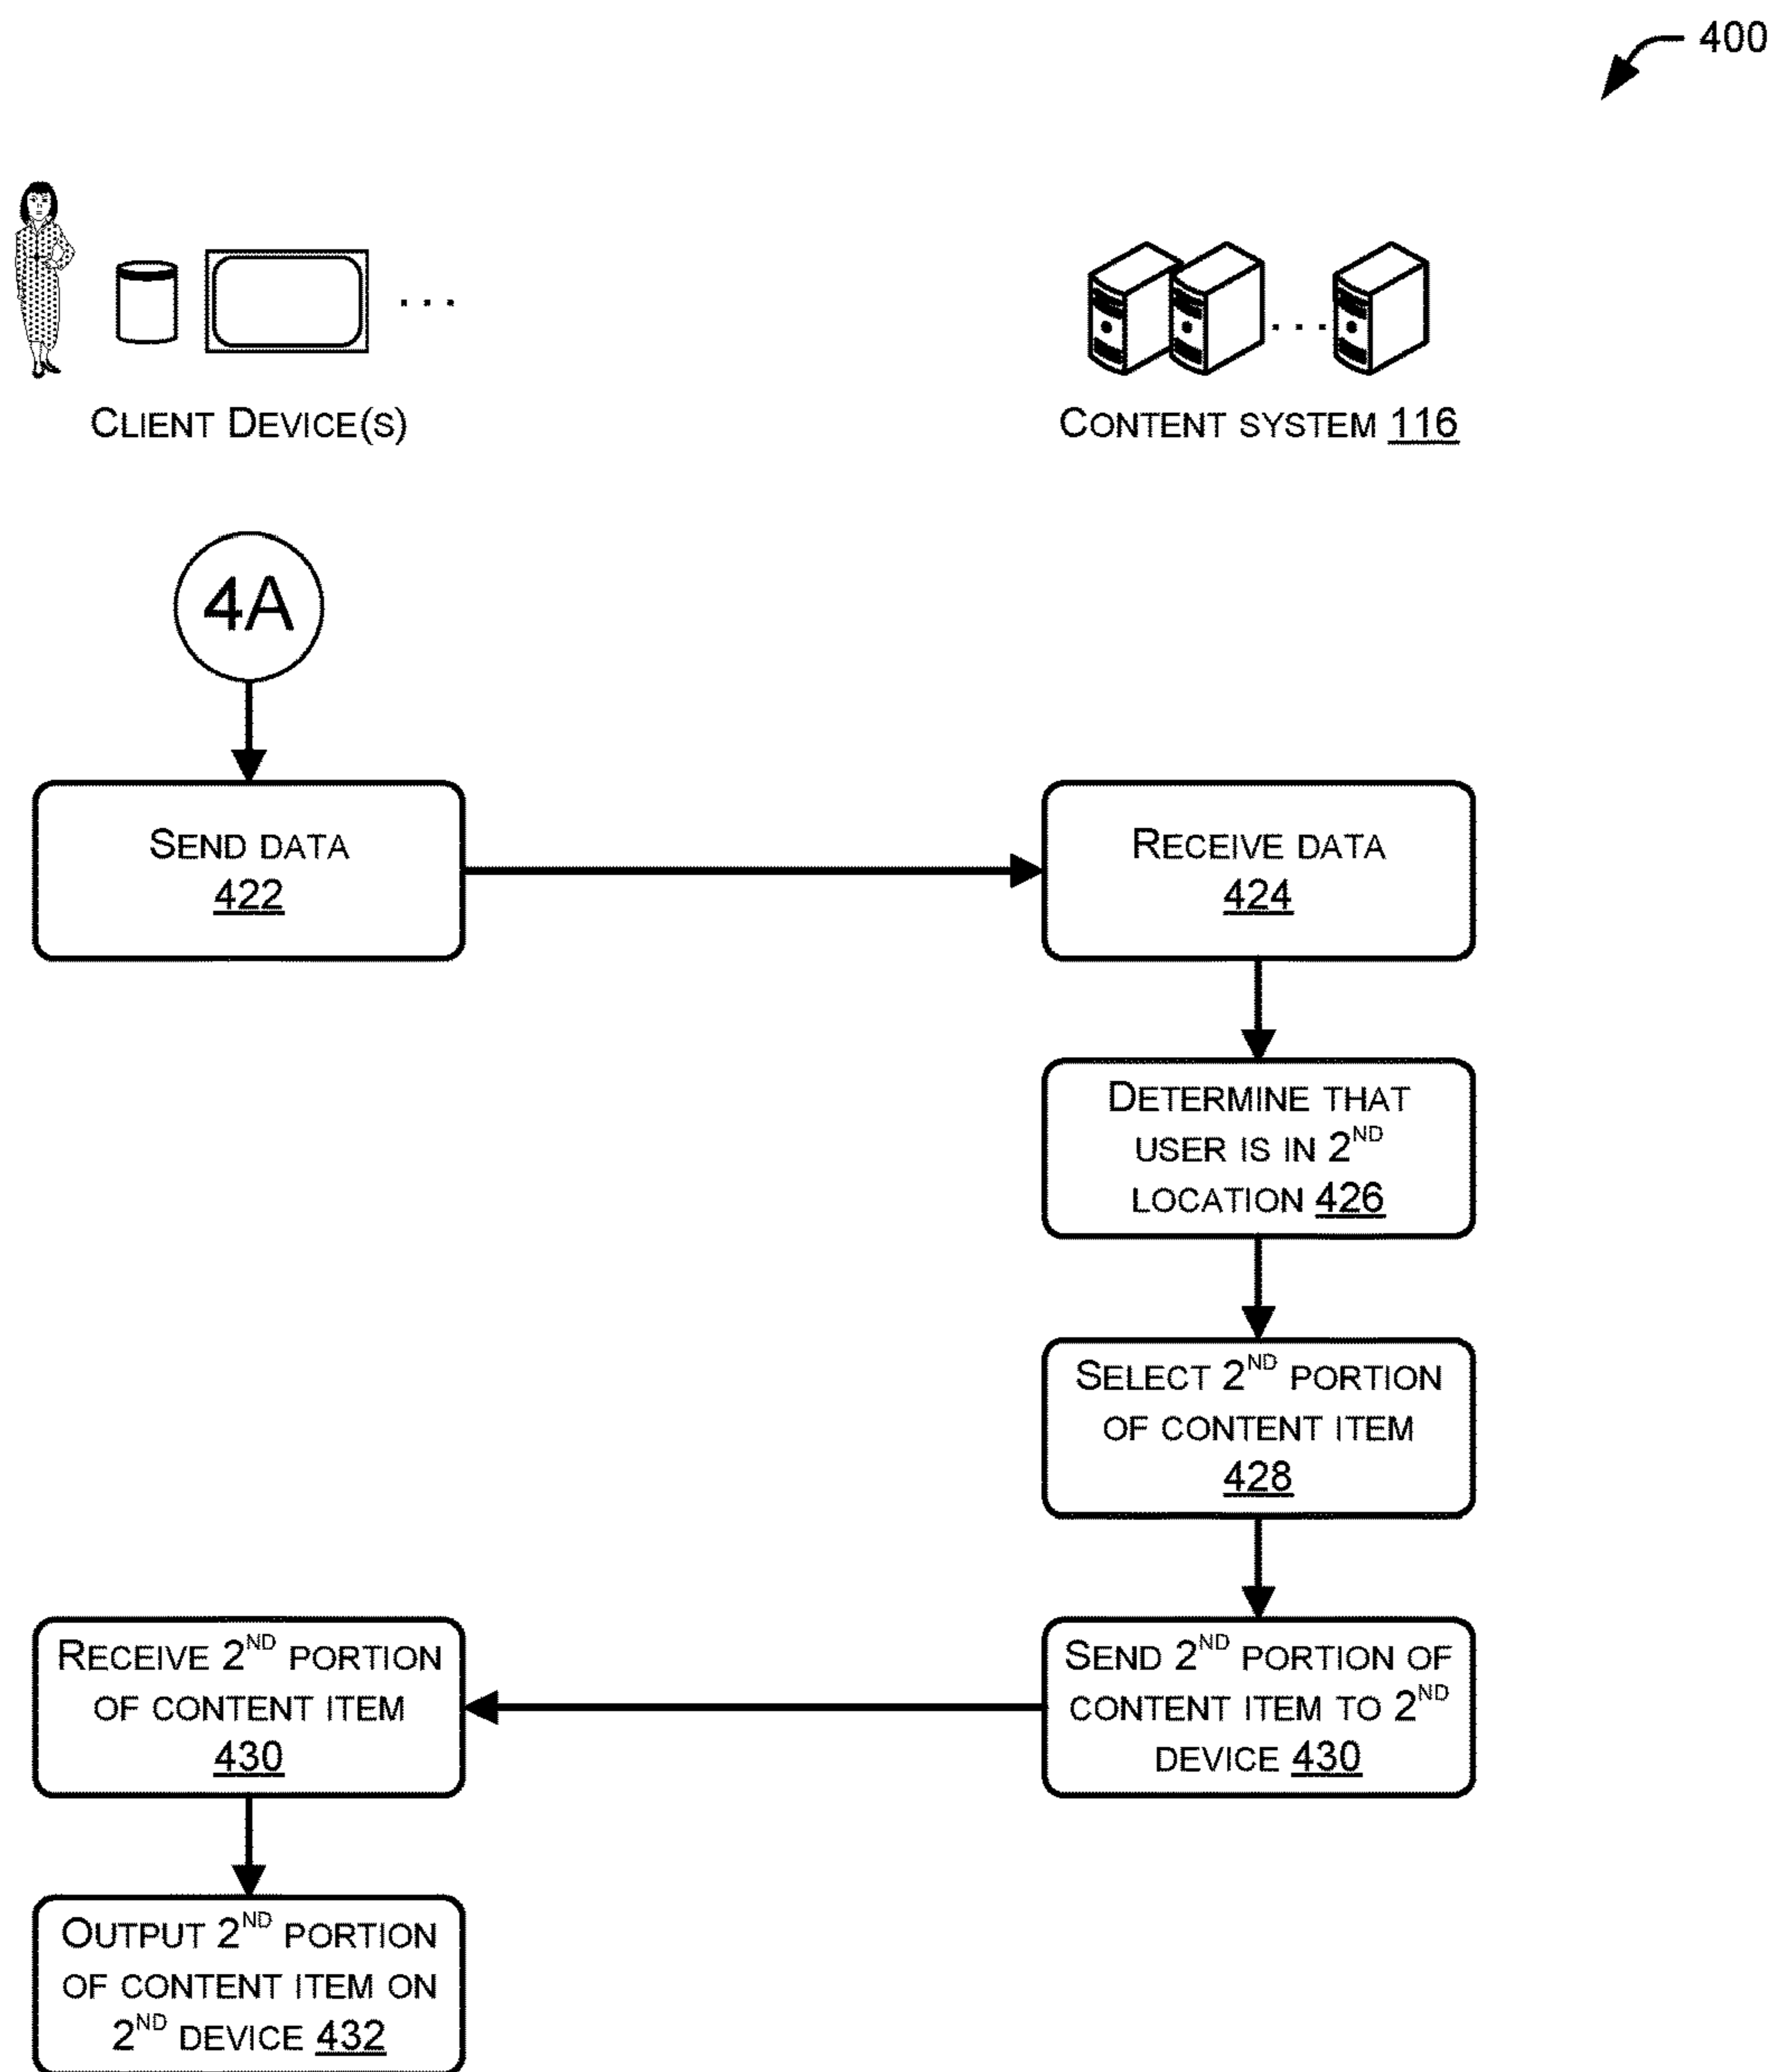 400
CLIENT DEVICE(S)
CONTENT SYSTEM 116
4A
SEND DATA
422
RECEIVE DATA
424
DETERMINE THAT
USER IS IN 2ND
LOCATION 426
SELECT 2ND PORTION
OF CONTENT ITEM
428
SEND 2ND PORTION OF
CONTENT ITEM TO 2ND
DEVICE 430
RECEIVE 2ND PORTION
OF CONTENT ITEM
430
OUTPUT 2ND PORTION
OF CONTENT ITEM ON
2ND DEVICE 432